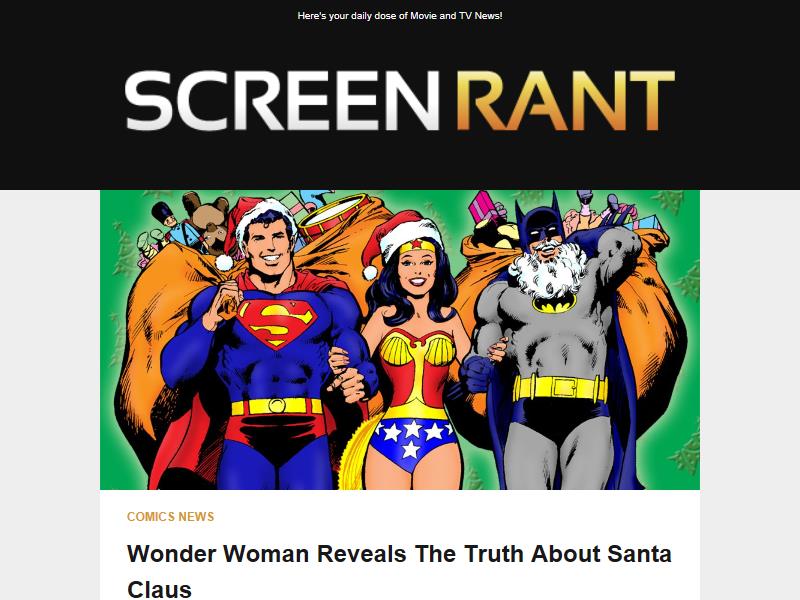 Here's your daily dose of Movie and TV News!
SCREEN RANT
COMICS NEWS
Wonder Woman Reveals The Truth About Santa
Claus